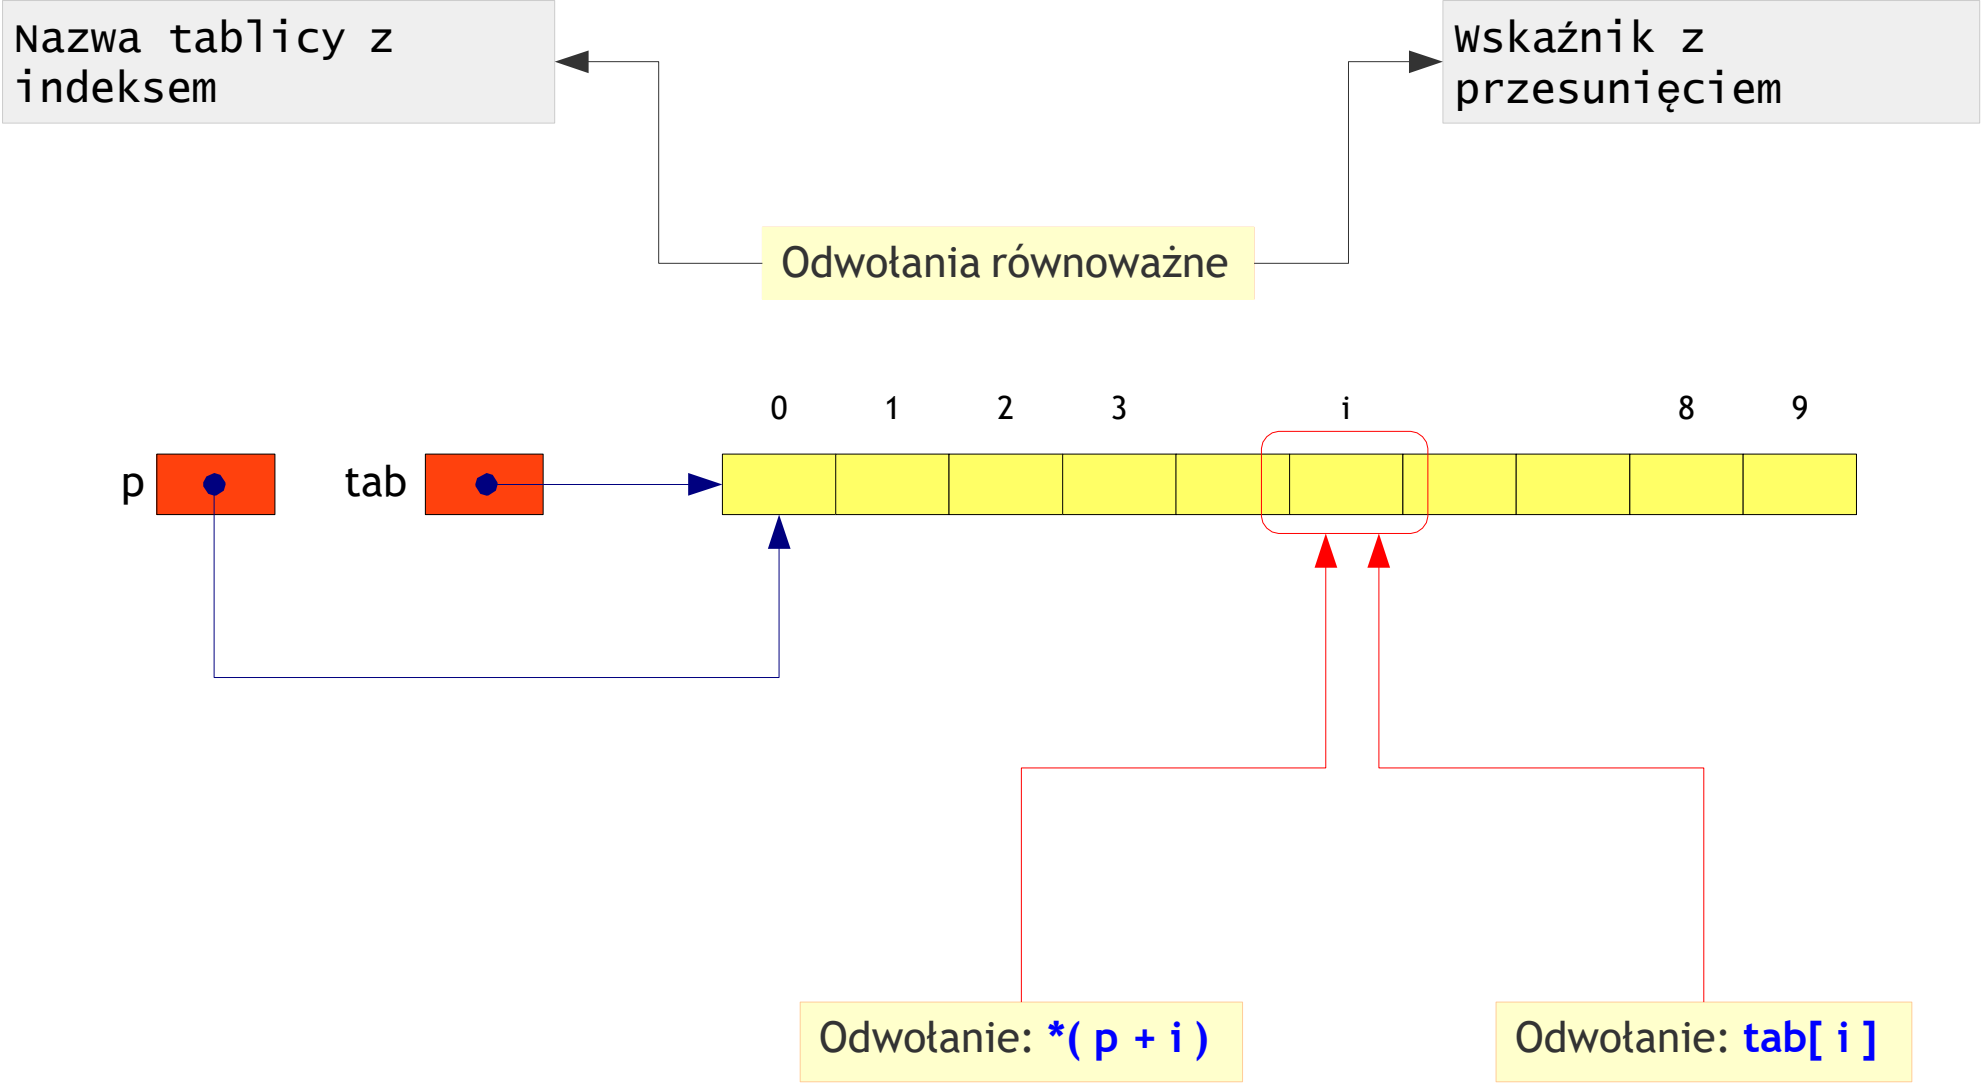 Nazwa tablicy z
indeksem
Wskaźnik z
przesunięciem
Odwołania równoważne
0 1 2 3 i 8 9
p tab
Odwołanie: *( p + i )
Odwołanie: tab[ i ]